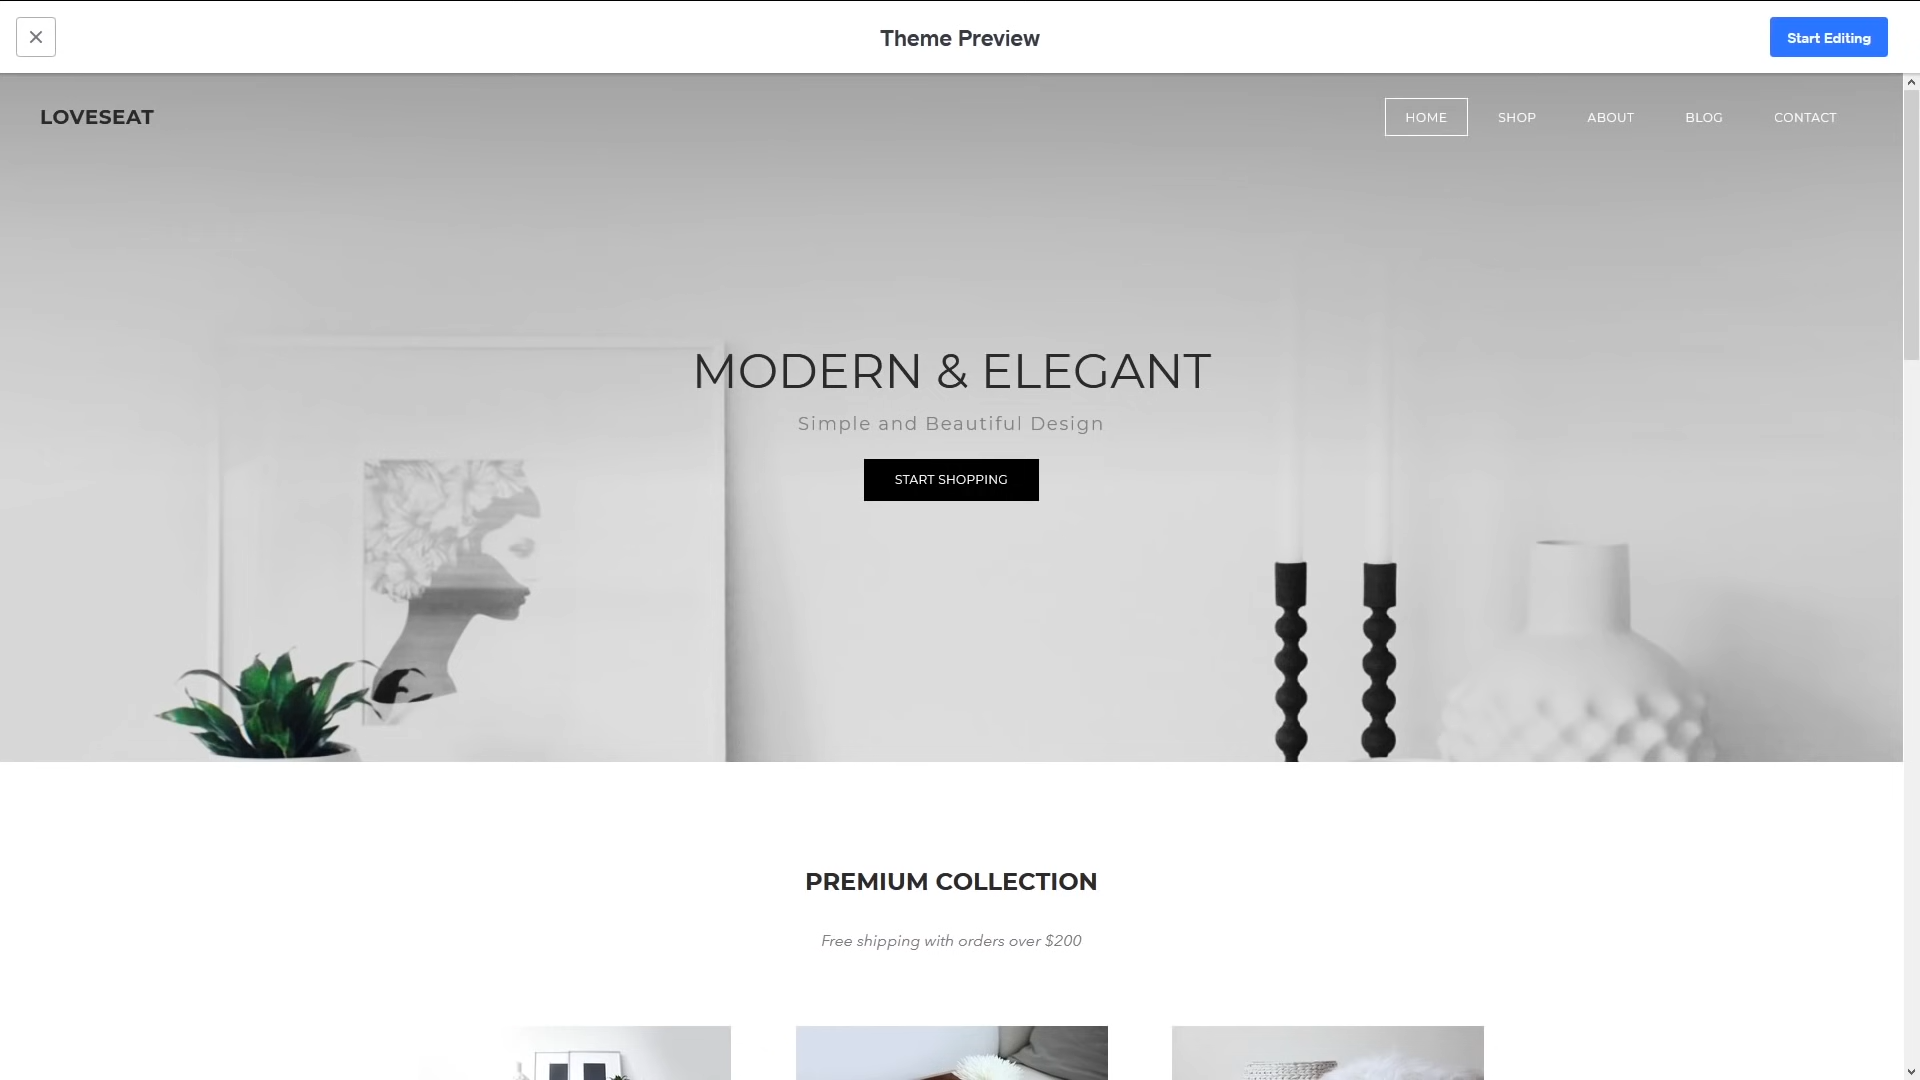 Theme Preview
Start Editing
LOVESEAT
HOME
SHOP
ABOUT
BLOG
CONTACT
MODERN & ELEGANT
Simple and Beautiful Design
START SHOPPING
PREMIUM COLLECTION
Free shipping with orders over $200